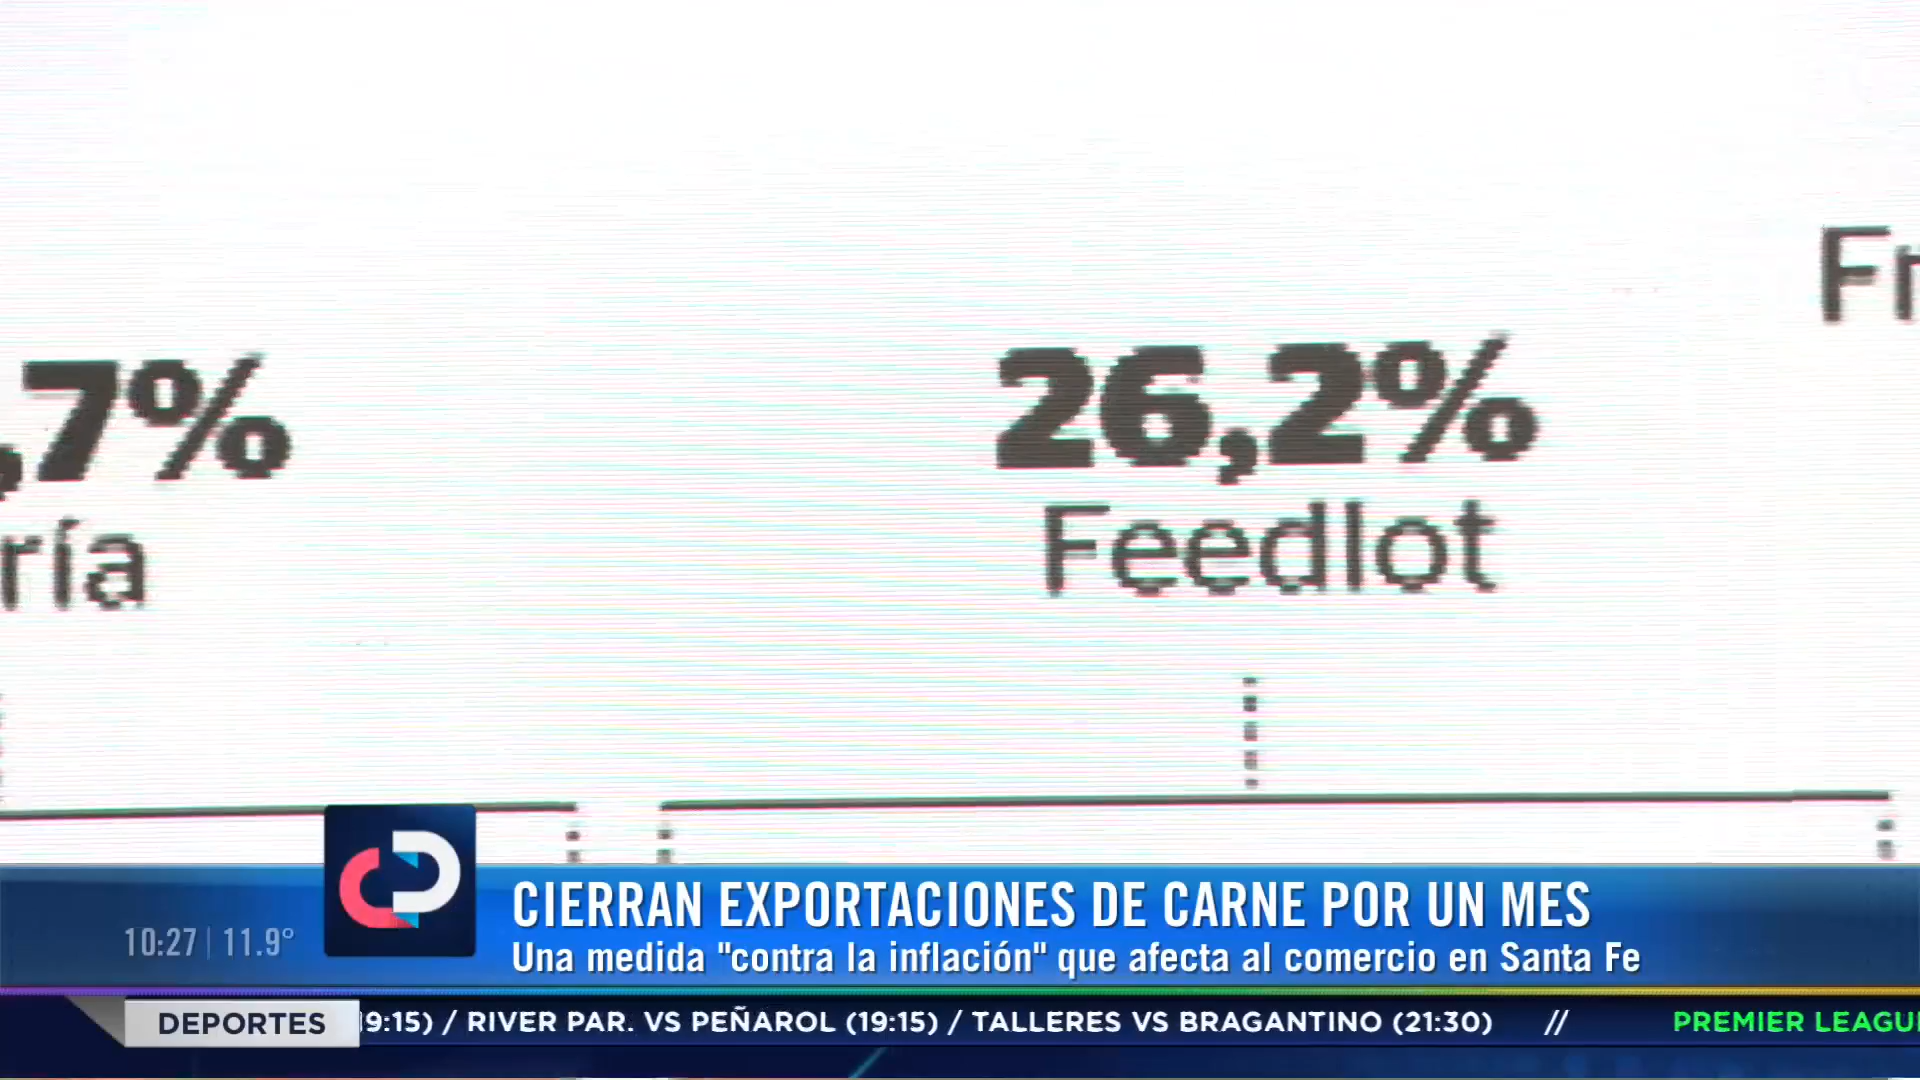 ,7%
26,2%
Feedlot
CIERRAN EXPORTACIONES DE CARNE POR UN MES
Una medida "contra la inflación" que afecta al comercio en Santa Fe
10:27 | 11.9°
DEPORTES
9:15) / RIVER PAR. VS PEÑAROL (19:15) / TALLERES VS BRAGANTINO (21:30) // PREMIER LEAGU